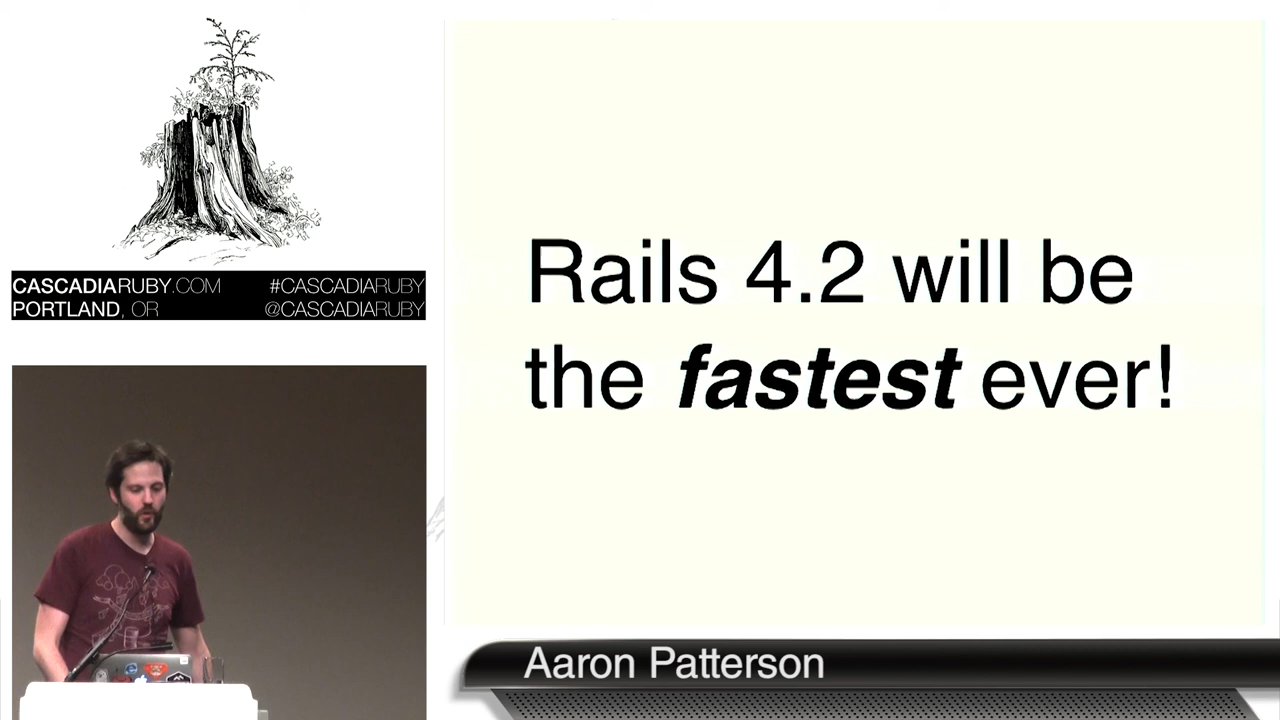 CASCADIARUBY.COM #CASCADIARUBY
PORTLAND, OR @CASCADIARUBY
Rails 4.2 will be
the fastest ever!
Aaron Patterson